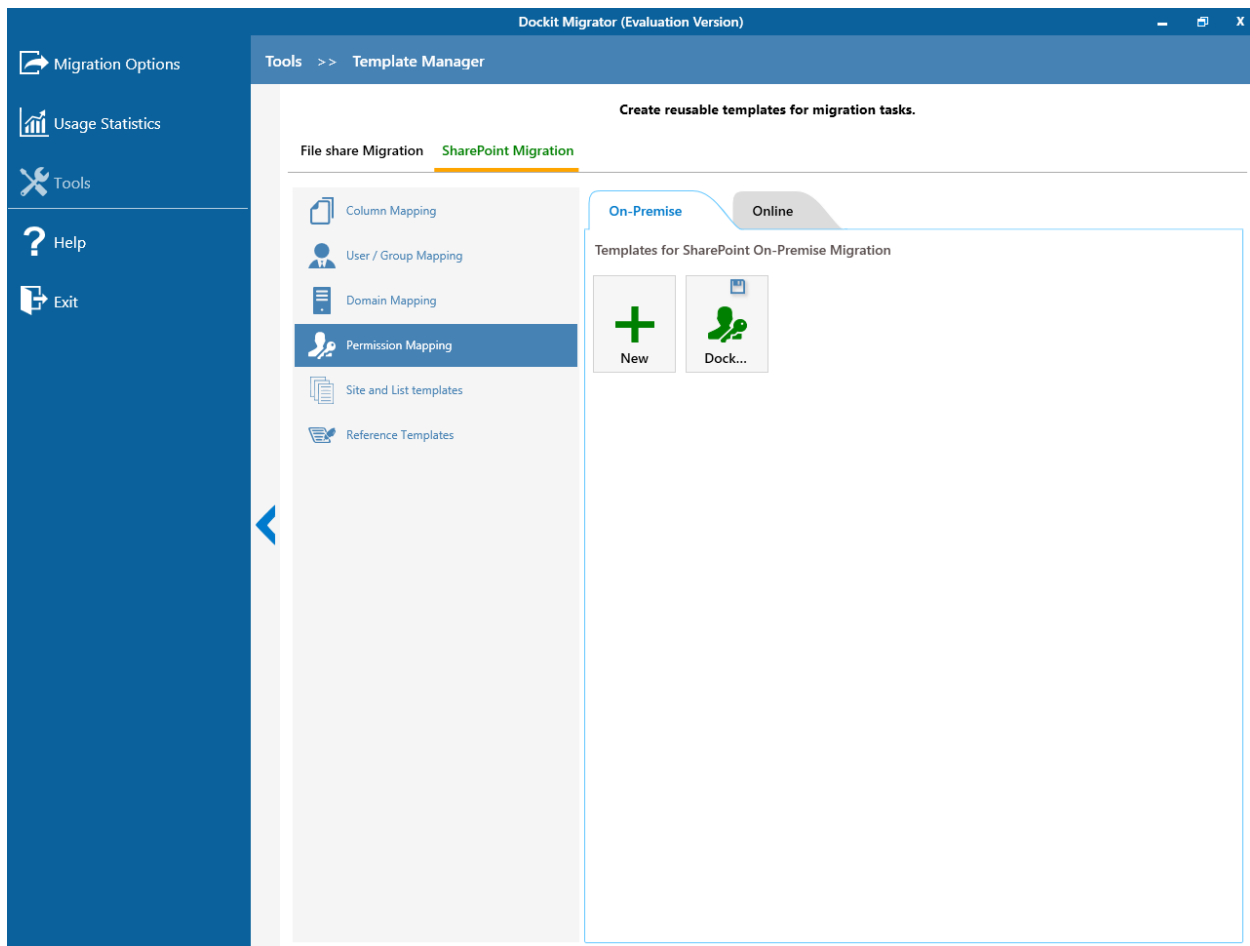 Dockit Migrator (Evaluation Version)
X
Migration Options
Usage Statistics
Tools
Help
Exit
Tools >> Template Manager
Create reusable templates for migration tasks.
File share Migration SharePoint Migration
Column Mapping
User / Group Mapping
Domain Mapping
Permission Mapping
Site and List templates
Reference Templates
On-Premise Online
Templates for SharePoint On-Premise Migration
New Dock...